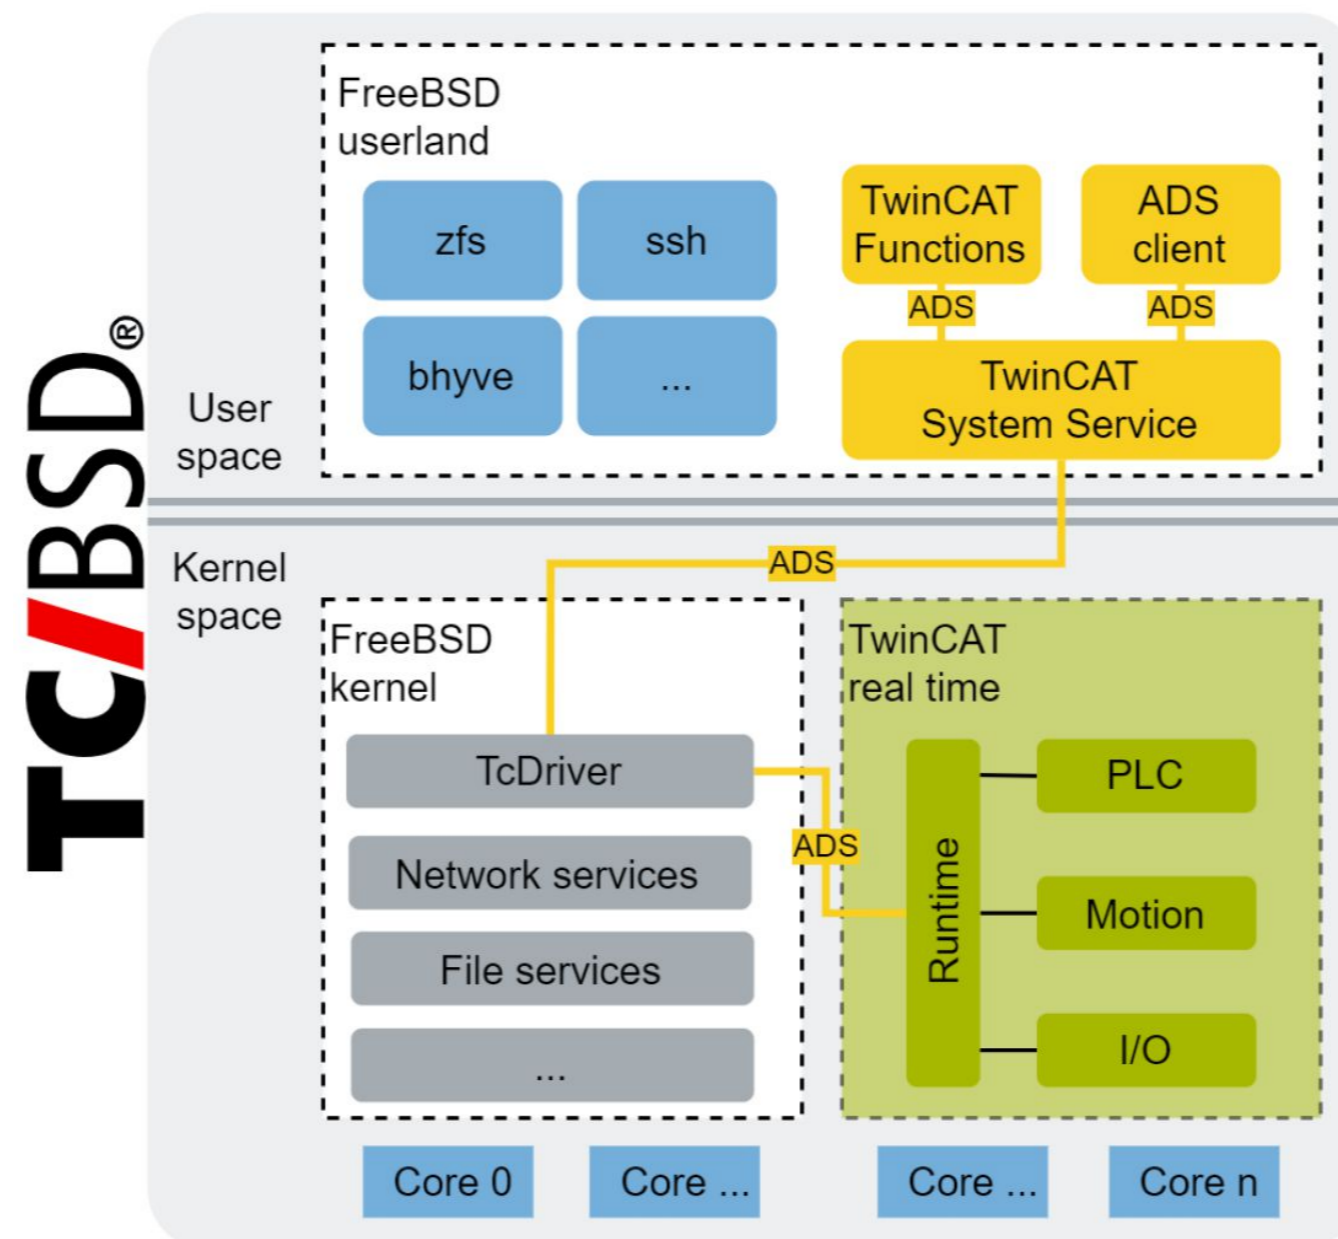 TC/BSD®
User
space
FreeBSD
userland
zfs
ssh
bhyve
...
TwinCAT
Functions
ADS
client
ADS
ADS
TwinCAT
System Service
Kernel
space
ADS
FreeBSD
kernel
TcDriver
Network services
File services
...
ADS
TwinCAT
real time
Runtime
PLC
Motion
I/O
Core 0
Core ...
Core ...
Core n